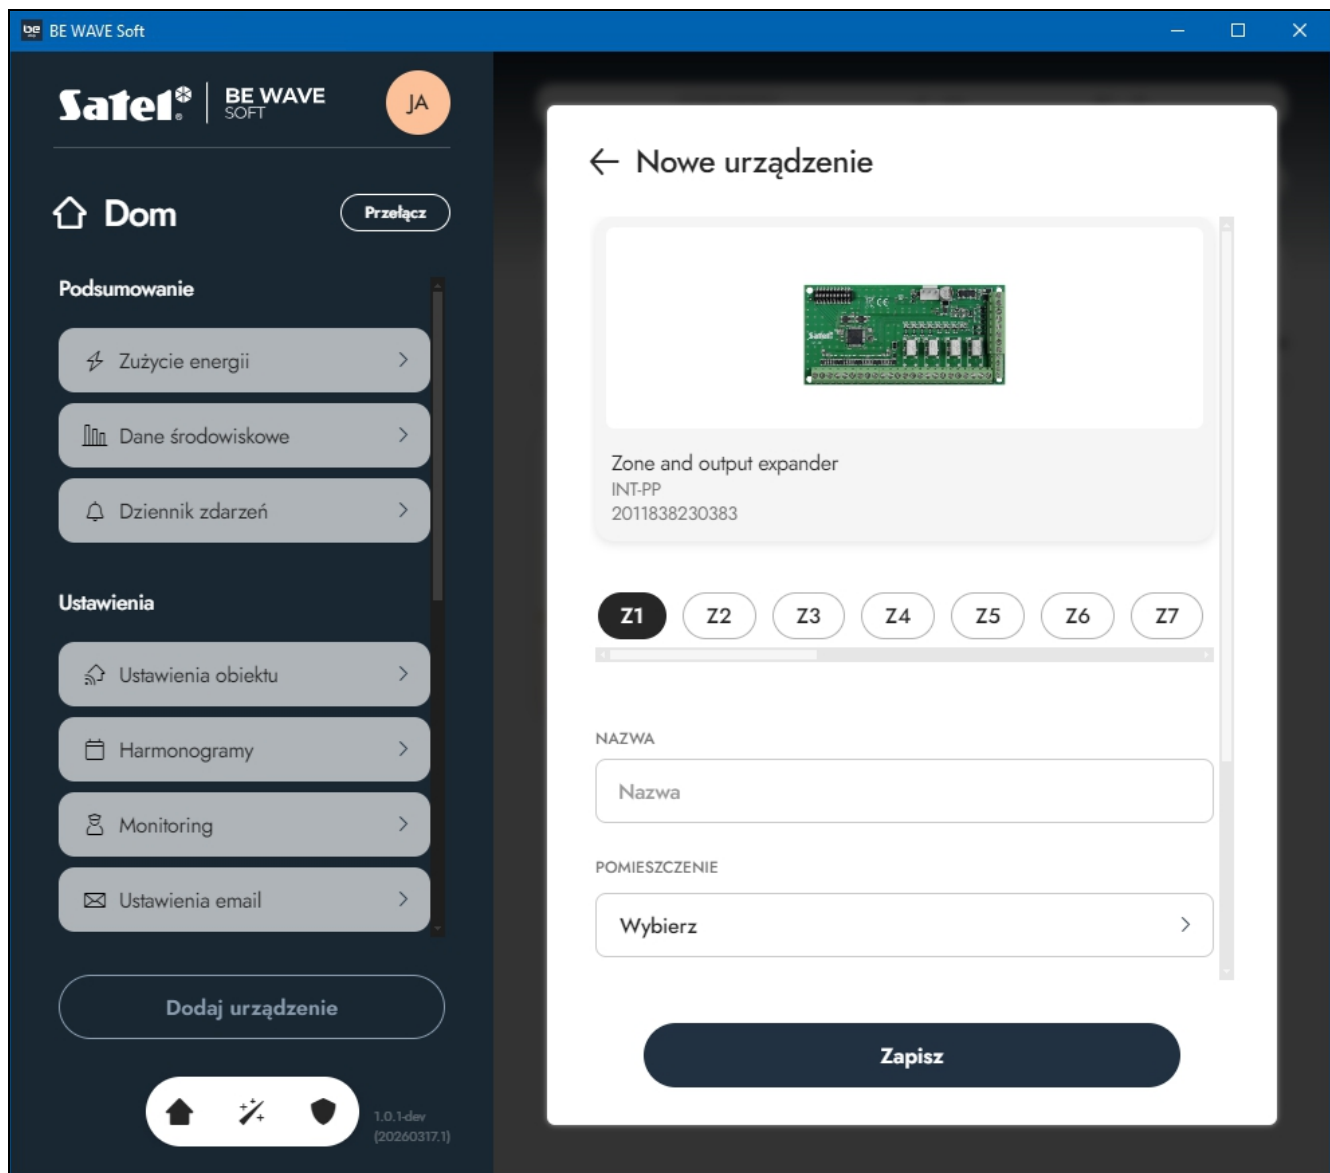 BE WAVE Soft
Satel®
BE WAVE
SOFT
JA
Dom
Przełącz
Podsumowanie
Zużycie energii
Dane środowiskowe
Dziennik zdarzeń
Ustawienia
Ustawienia obiektu
Harmonogramy
Monitoring
Ustawienia email
Dodaj urządzenie
1.0.1-dev
(20260317.1)
Nowe urządzenie
Satel
CE
Zone and output expander
INT-PP
2011838230383
Z1 Z2 Z3 Z4 Z5 Z6 Z7
NAZWA
Nazwa
POMIESZCZENIE
Wybierz
Zapisz